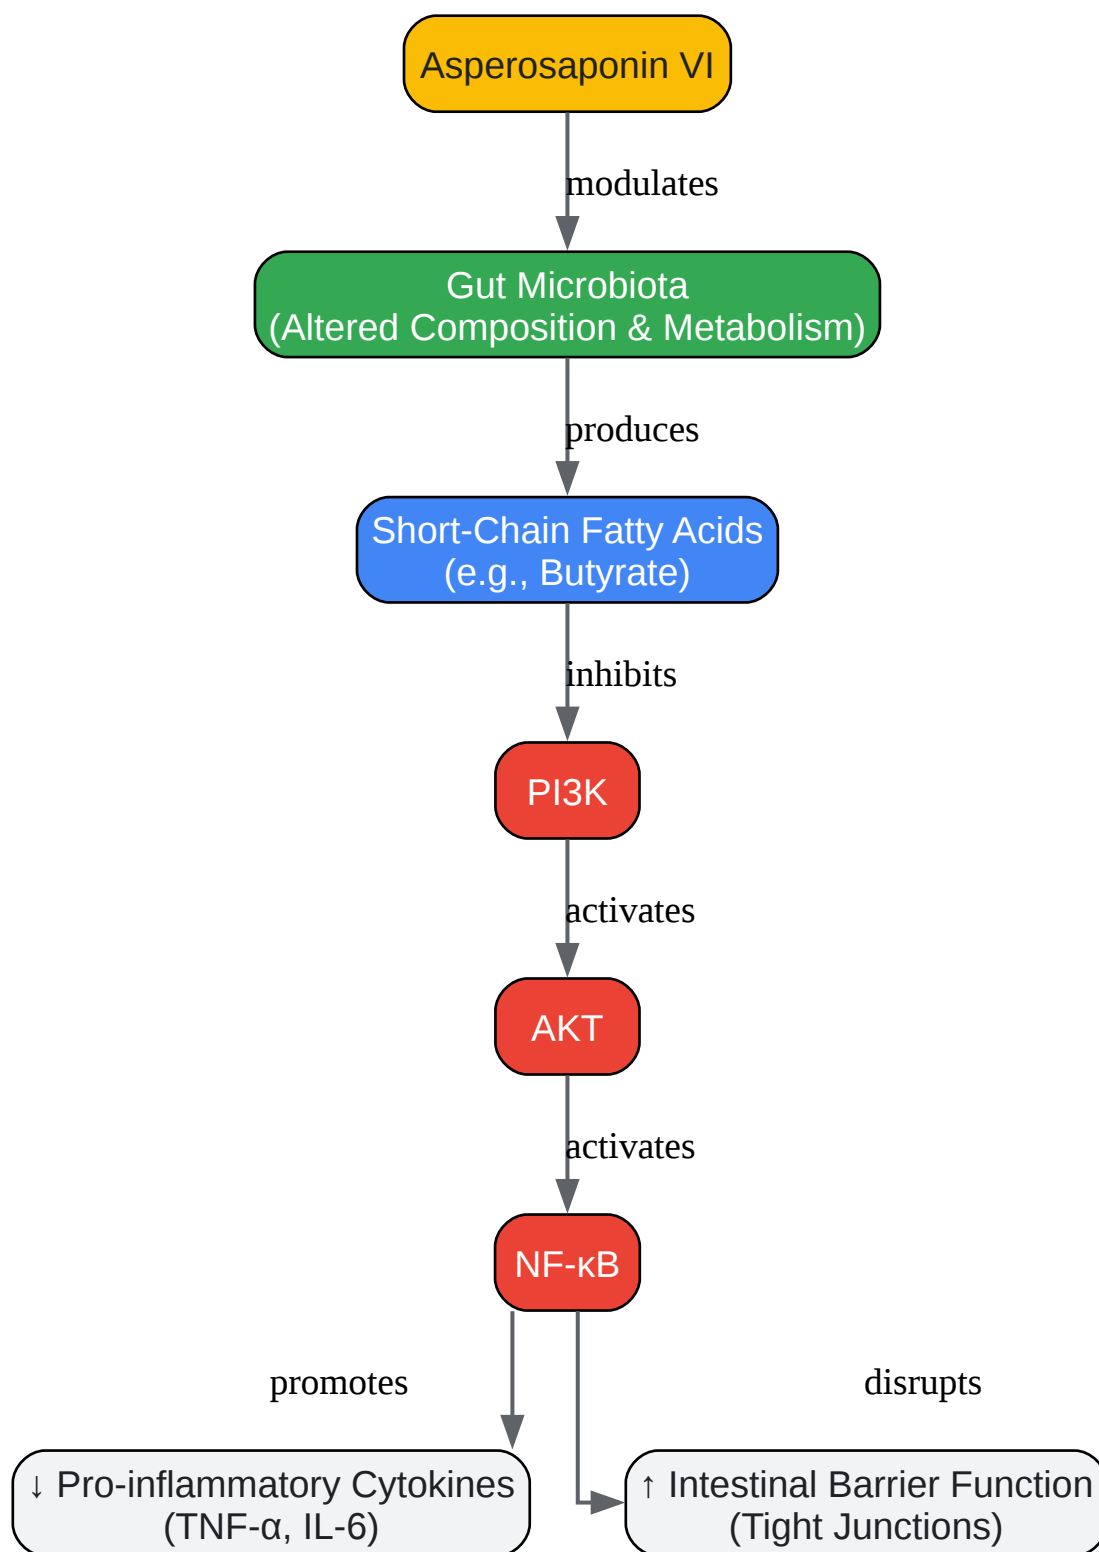 Asperosaponin VI
modulates
Gut Microbiota
(Altered Composition & Metabolism)
produces
Short-Chain Fatty Acids
(e.g., Butyrate)
inhibits
PI3K
activates
AKT
activates
NF-κB
promotes
disrupts
↓ Pro-inflammatory Cytokines
(TNF-α, IL-6)
↑ Intestinal Barrier Function
(Tight Junctions)